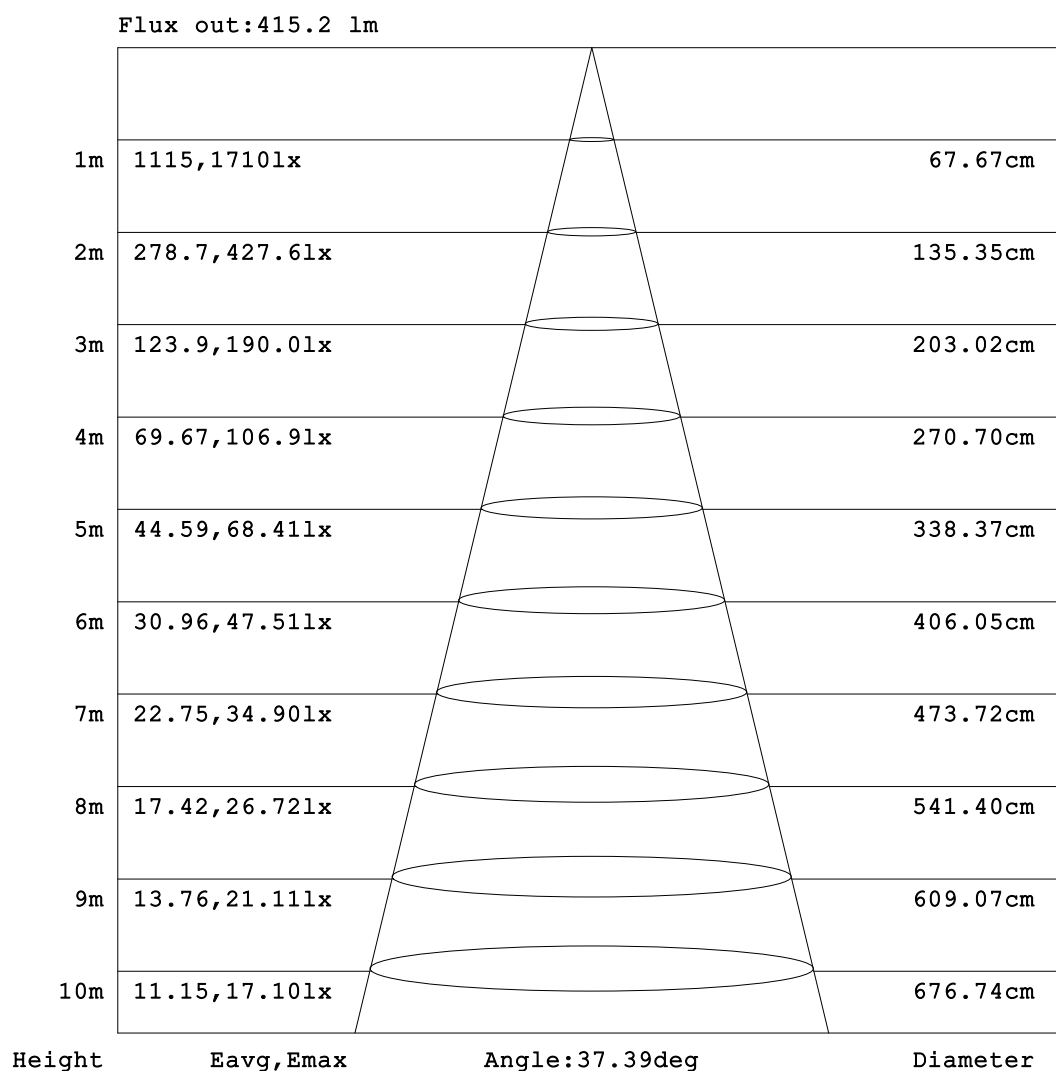 Flux out:415.2 lm
1m 1115,1710lx 67.67cm
2m 278.7,427.6lx 135.35cm
3m 123.9,190.0lx 203.02cm
4m 69.67,106.9lx 270.70cm
5m 44.59,68.41lx 338.37cm
6m 30.96,47.51lx 406.05cm
7m 22.75,34.90lx 473.72cm
8m 17.42,26.72lx 541.40cm
9m 13.76,21.11lx 609.07cm
10m 11.15,17.10lx 676.74cm
Height Eavg,Emax Angle:37.39deg Diameter